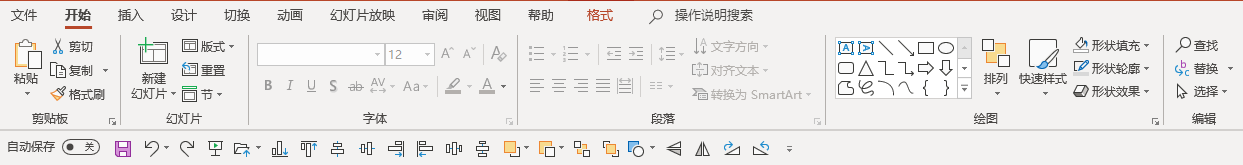 文件 开始 插入 设计 切换 动画 幻灯片放映 审阅 视图 帮助 格式 操作说明搜索
剪切 版式 12 A A A 文字方向 A A 形状填充 查找
粘贴 复制 新建 重置 对齐文本 排列 快速样式 形状轮廓 替换
格式刷 幻灯片 节 B I U S ab AV Aa A 转换为 SmartArt 形状效果 选择
剪贴板 幻灯片 字体 段落 绘图 编辑
自动保存 关